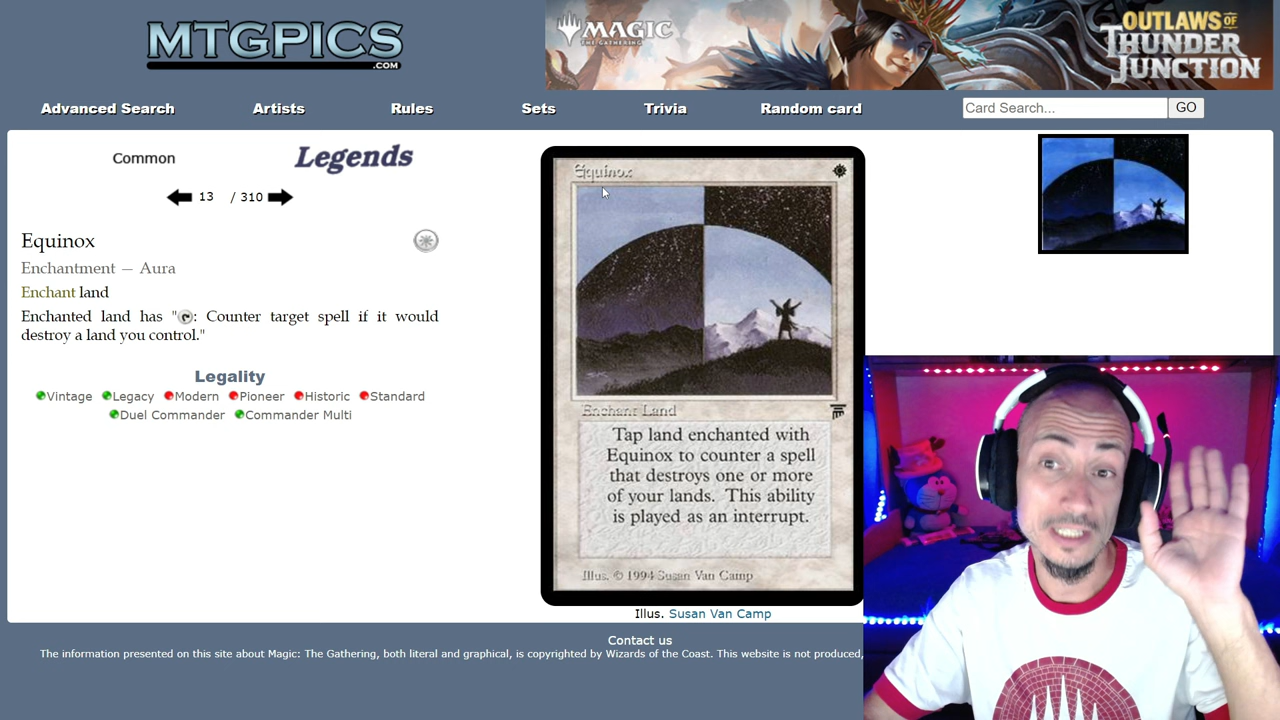 MTGPICS
.COM
MAGIC
THE GATHERING
OUTLAWS OF
THUNDER
JUNCTION
Advanced Search
Artists
Rules
Sets
Trivia
Random card
Card Search...
GO
Common
Legends
13 / 310
Equinox
Enchantment — Aura
Enchant land
Enchanted land has ": Counter target spell if it would
destroy a land you control."
Legality
Vintage Legacy Modern Pioneer Historic Standard
Duel Commander Commander Multi
Equinox
Enchant Land
Tap land enchanted with
Equinox to counter a spell
that destroys one or more
of your lands. This ability
is played as an interrupt.
Illus. © 1994 Susan Van Camp
Illus. Susan Van Camp
Contact us
The information presented on this site about Magic: The Gathering, both literal and graphical, is copyrighted by Wizards of the Coast. This website is not produced,